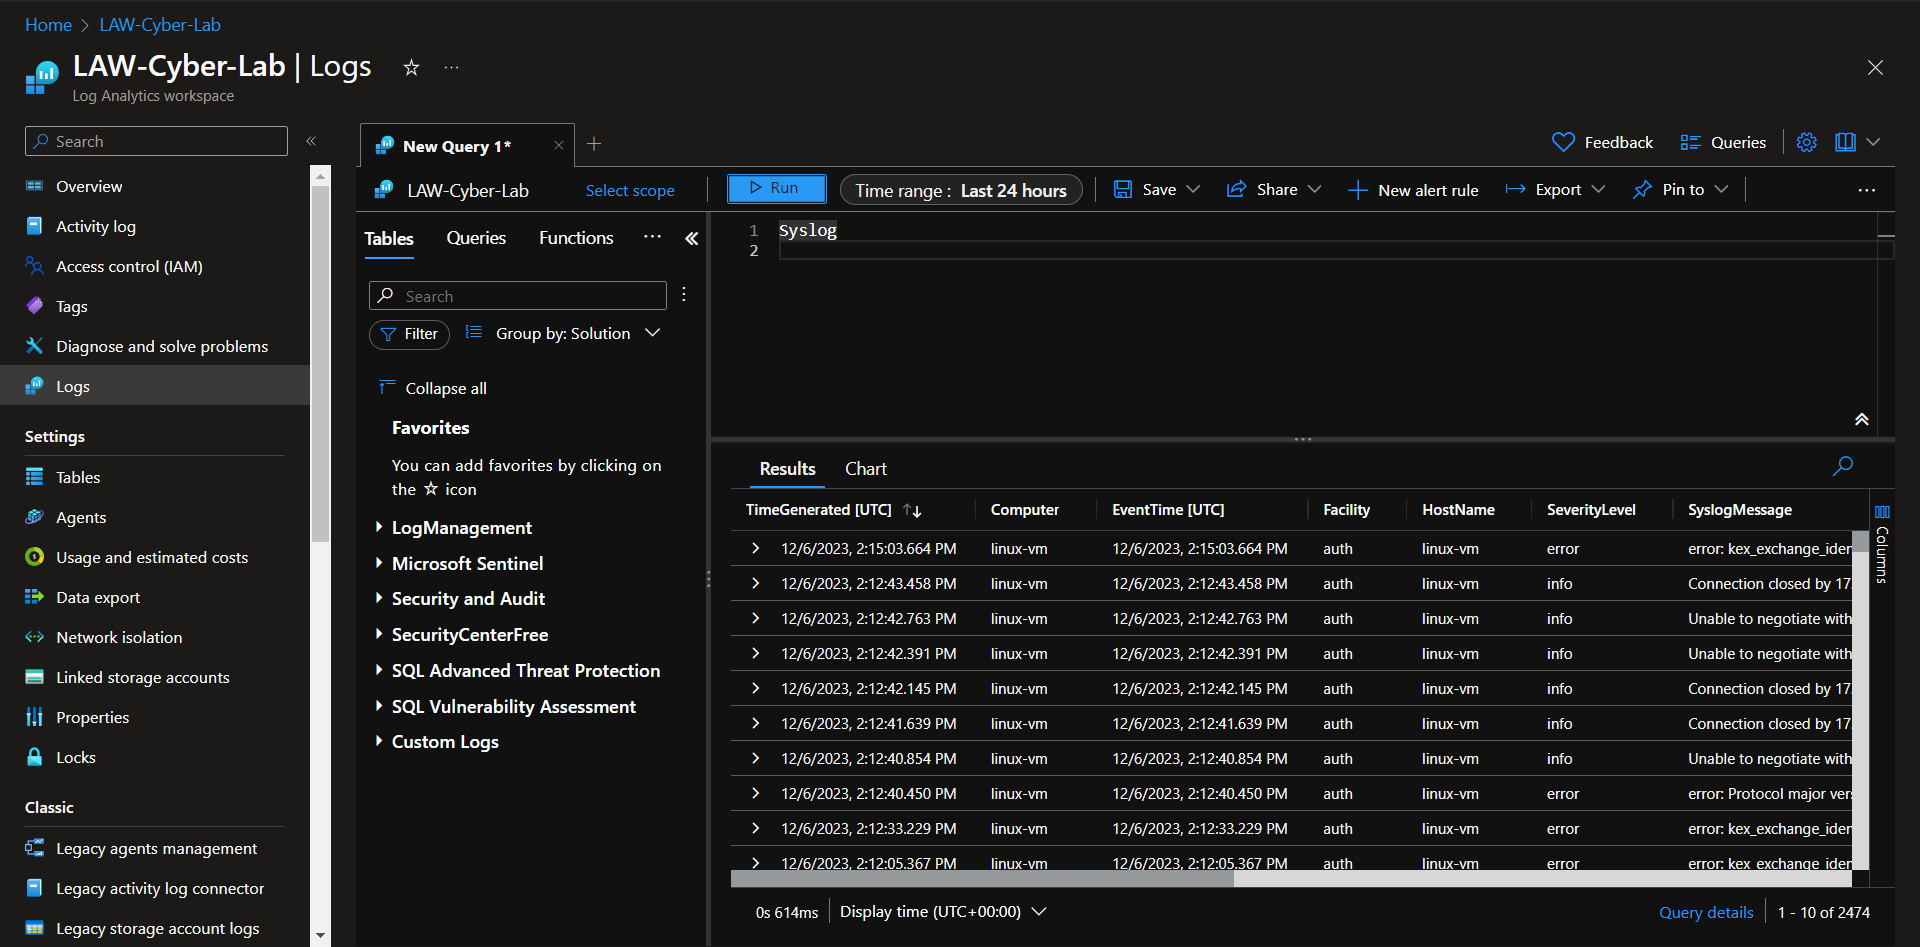 Home > LAW-Cyber-Lab
LAW-Cyber-Lab | Logs
Log Analytics workspace
Search
Overview
Activity log
Access control (IAM)
Tags
Diagnose and solve problems
Logs
Settings
Tables
Agents
Usage and estimated costs
Data export
Network isolation
Linked storage accounts
Properties
Locks
Classic
Legacy agents management
Legacy activity log connector
Legacy storage account logs
New Query 1*
Feedback
Queries
LAW-Cyber-Lab
Select scope
Run
Time range : Last 24 hours
Save
Share
New alert rule
Export
Pin to
Tables Queries Functions
Search
Filter
Group by: Solution
Collapse all
Favorites
You can add favorites by clicking on
the ☆ icon
LogManagement
Microsoft Sentinel
Security and Audit
SecurityCenterFree
SQL Advanced Threat Protection
SQL Vulnerability Assessment
Custom Logs
1 Syslog
2
Results Chart
TimeGenerated [UTC] Computer EventTime [UTC] Facility HostName SeverityLevel SyslogMessage
12/6/2023, 2:15:03.664 PM linux-vm 12/6/2023, 2:15:03.664 PM auth linux-vm error error: kex_exchange_iden
12/6/2023, 2:12:43.458 PM linux-vm 12/6/2023, 2:12:43.458 PM auth linux-vm info Connection closed by 17
12/6/2023, 2:12:42.763 PM linux-vm 12/6/2023, 2:12:42.763 PM auth linux-vm info Unable to negotiate with
12/6/2023, 2:12:42.391 PM linux-vm 12/6/2023, 2:12:42.391 PM auth linux-vm info Unable to negotiate with
12/6/2023, 2:12:42.145 PM linux-vm 12/6/2023, 2:12:42.145 PM auth linux-vm info Connection closed by 17
12/6/2023, 2:12:41.639 PM linux-vm 12/6/2023, 2:12:41.639 PM auth linux-vm info Connection closed by 17
12/6/2023, 2:12:40.854 PM linux-vm 12/6/2023, 2:12:40.854 PM auth linux-vm info Unable to negotiate with
12/6/2023, 2:12:40.450 PM linux-vm 12/6/2023, 2:12:40.450 PM auth linux-vm error error: Protocol major ver
12/6/2023, 2:12:33.229 PM linux-vm 12/6/2023, 2:12:33.229 PM auth linux-vm error error: kex_exchange_iden
12/6/2023, 2:12:05.367 PM linux-vm 12/6/2023, 2:12:05.367 PM auth linux-vm error error: kex_exchange_iden
Columns
0s 614ms
Display time (UTC+00:00)
Query details
1 - 10 of 2474